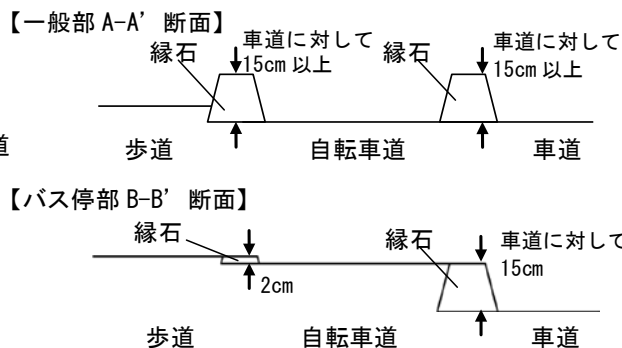 【一般部 A-A’ 断面】
縁石
車道に対して
15cm 以上
縁石
車道に対して
15cm 以上
道
歩道
自転車道
車道
【バス停部 B-B’ 断面】
縁石
2cm
縁石
車道に対して
15cm
歩道
自転車道
車道